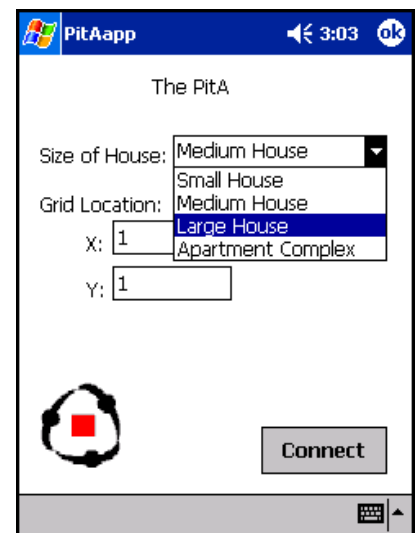 PitAapp 3:03 ok
The PitA
Size of House: Medium House
Small House
Medium House
Grid Location:
Large House
X: 1
Apartment Complex
Y: 1
Connect